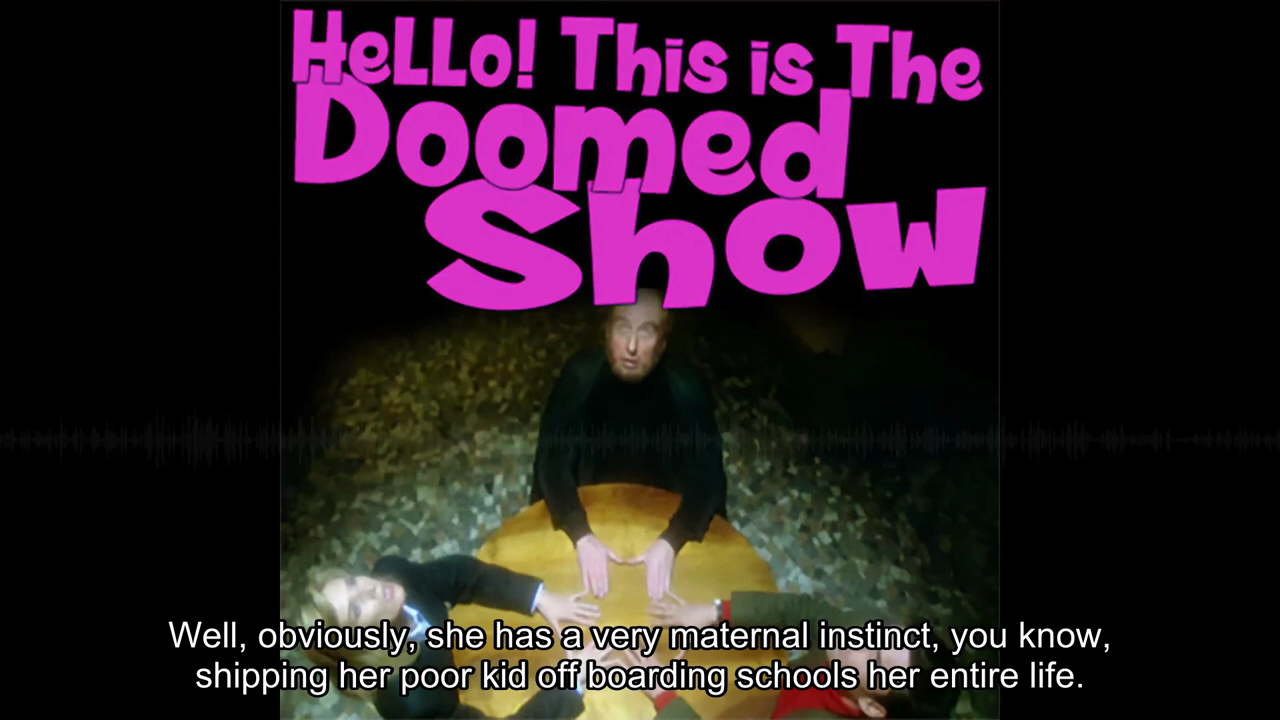 HeLLo! This is The
Doomed
Show
Well, obviously, she has a very maternal instinct, you know,
shipping her poor kid off boarding schools her entire life.